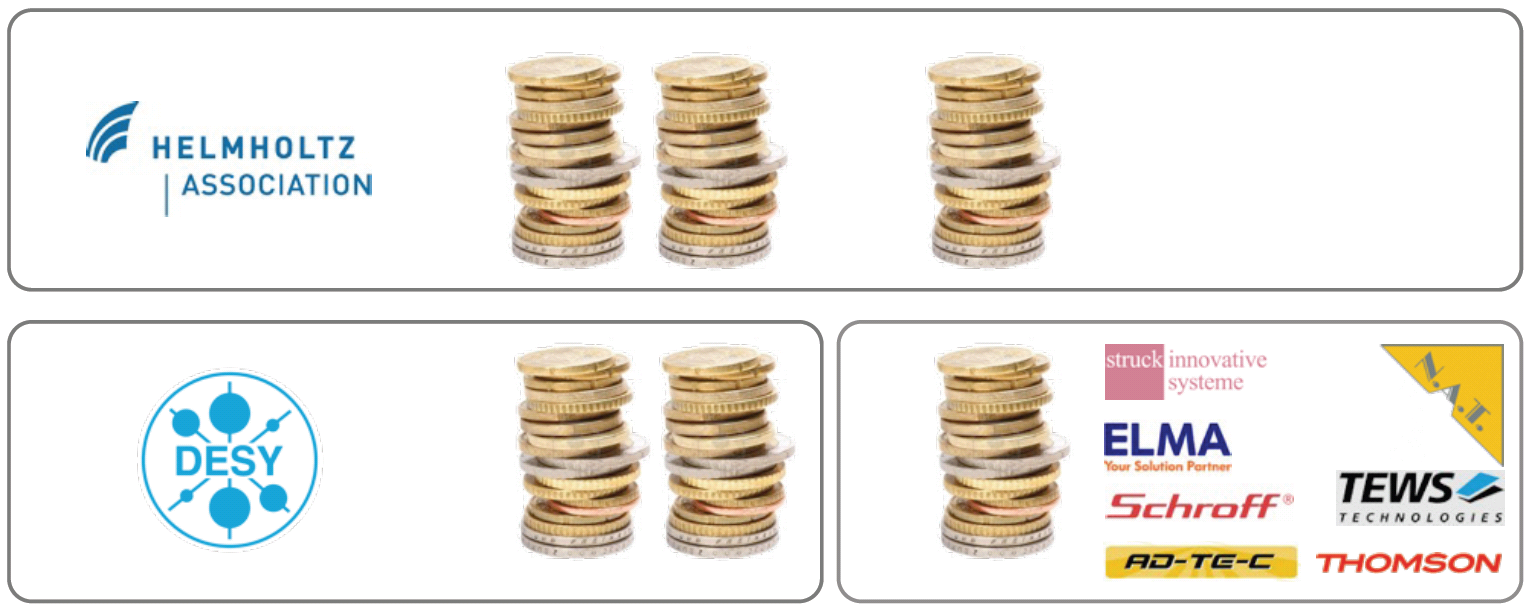 HELMHOLTZ
ASSOCIATION
DESY
struck innovative
systeme
N.A.T.
ELMA
Your Solution Partner
Schroff®
TEWS
TECHNOLOGIES
AD-TE-C
THOMSON